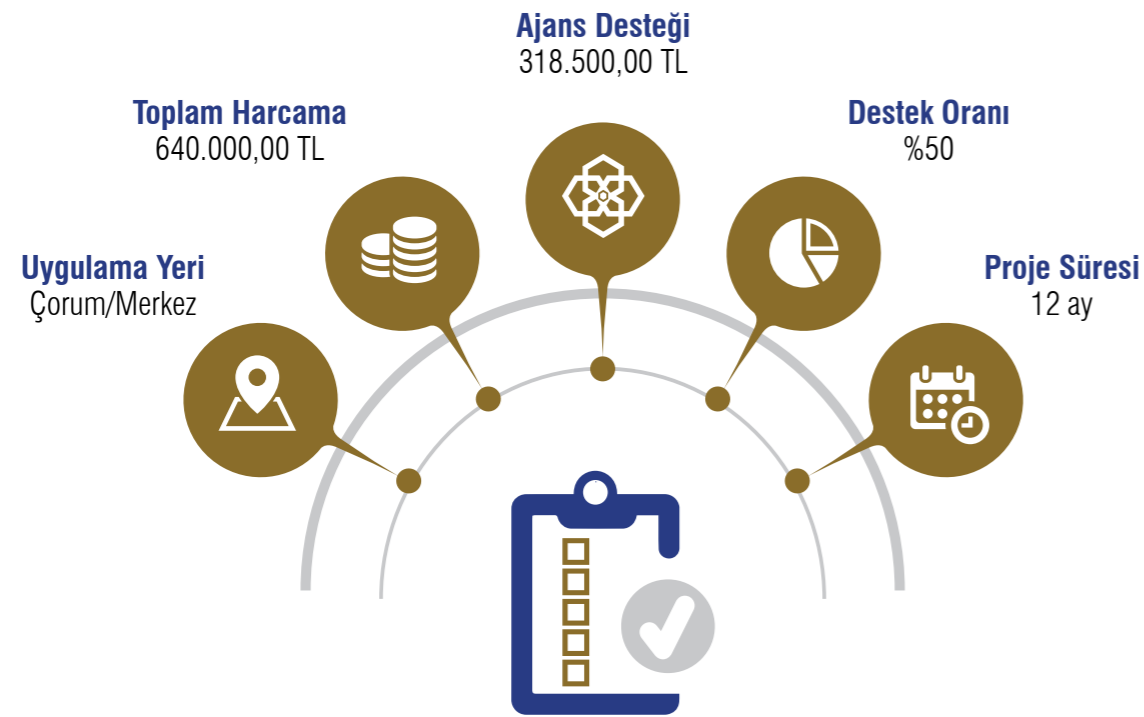 Ajans Desteği
318.500,00 TL
Toplam Harcama
640.000,00 TL
Destek Oranı
%50
Uygulama Yeri
Çorum/Merkez
Proje Süresi
12 ay